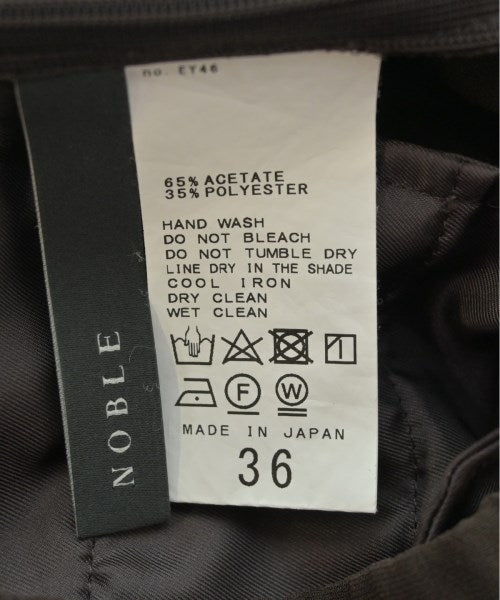 no. EY46
65% ACETATE
35% POLYESTER
HAND WASH
DO NOT BLEACH
DO NOT TUMBLE DRY
LINE DRY IN THE SHADE
COOL IRON
DRY CLEAN
WET CLEAN
F W
MADE IN JAPAN
36
NOBLE